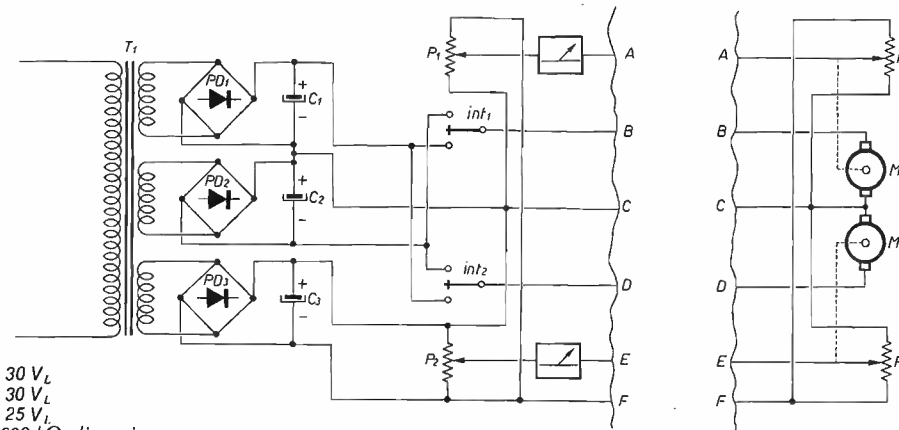 T1
PD1
+
C1
−
PD2
+
C2
−
PD3
+
C3
−
P1
int1
int2
P2
A
B
C
D
E
F
A
B
C
D
E
F
P
M
M
P
30 VL
30 VL
25 VL